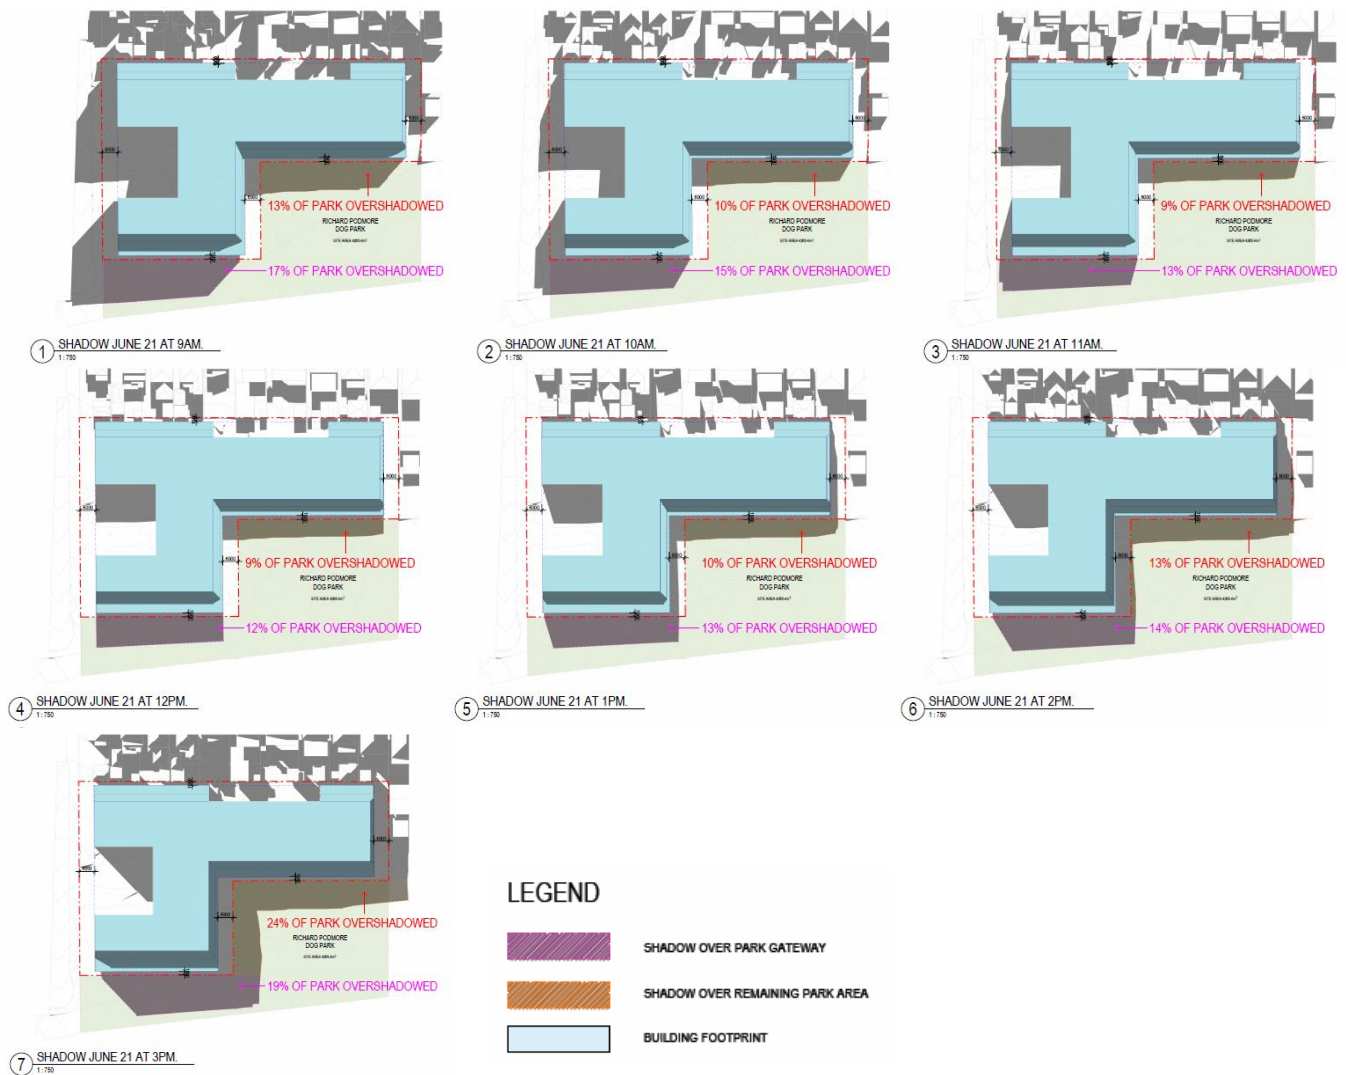 13% OF PARK OVERSHADOWED
RICHARD PODMORE
DOG PARK
17% OF PARK OVERSHADOWED
1 SHADOW JUNE 21 AT 9AM.
1 : 750
10% OF PARK OVERSHADOWED
RICHARD PODMORE
DOG PARK
15% OF PARK OVERSHADOWED
2 SHADOW JUNE 21 AT 10AM.
1 : 750
9% OF PARK OVERSHADOWED
RICHARD PODMORE
DOG PARK
13% OF PARK OVERSHADOWED
3 SHADOW JUNE 21 AT 11AM.
1 : 750
9% OF PARK OVERSHADOWED
RICHARD PODMORE
DOG PARK
12% OF PARK OVERSHADOWED
4 SHADOW JUNE 21 AT 12PM.
1 : 750
10% OF PARK OVERSHADOWED
RICHARD PODMORE
DOG PARK
13% OF PARK OVERSHADOWED
5 SHADOW JUNE 21 AT 1PM.
1 : 750
13% OF PARK OVERSHADOWED
RICHARD PODMORE
DOG PARK
14% OF PARK OVERSHADOWED
6 SHADOW JUNE 21 AT 2PM.
1 : 750
24% OF PARK OVERSHADOWED
RICHARD PODMORE
DOG PARK
19% OF PARK OVERSHADOWED
7 SHADOW JUNE 21 AT 3PM.
1 : 750
LEGEND
SHADOW OVER PARK GATEWAY
SHADOW OVER REMAINING PARK AREA
BUILDING FOOTPRINT